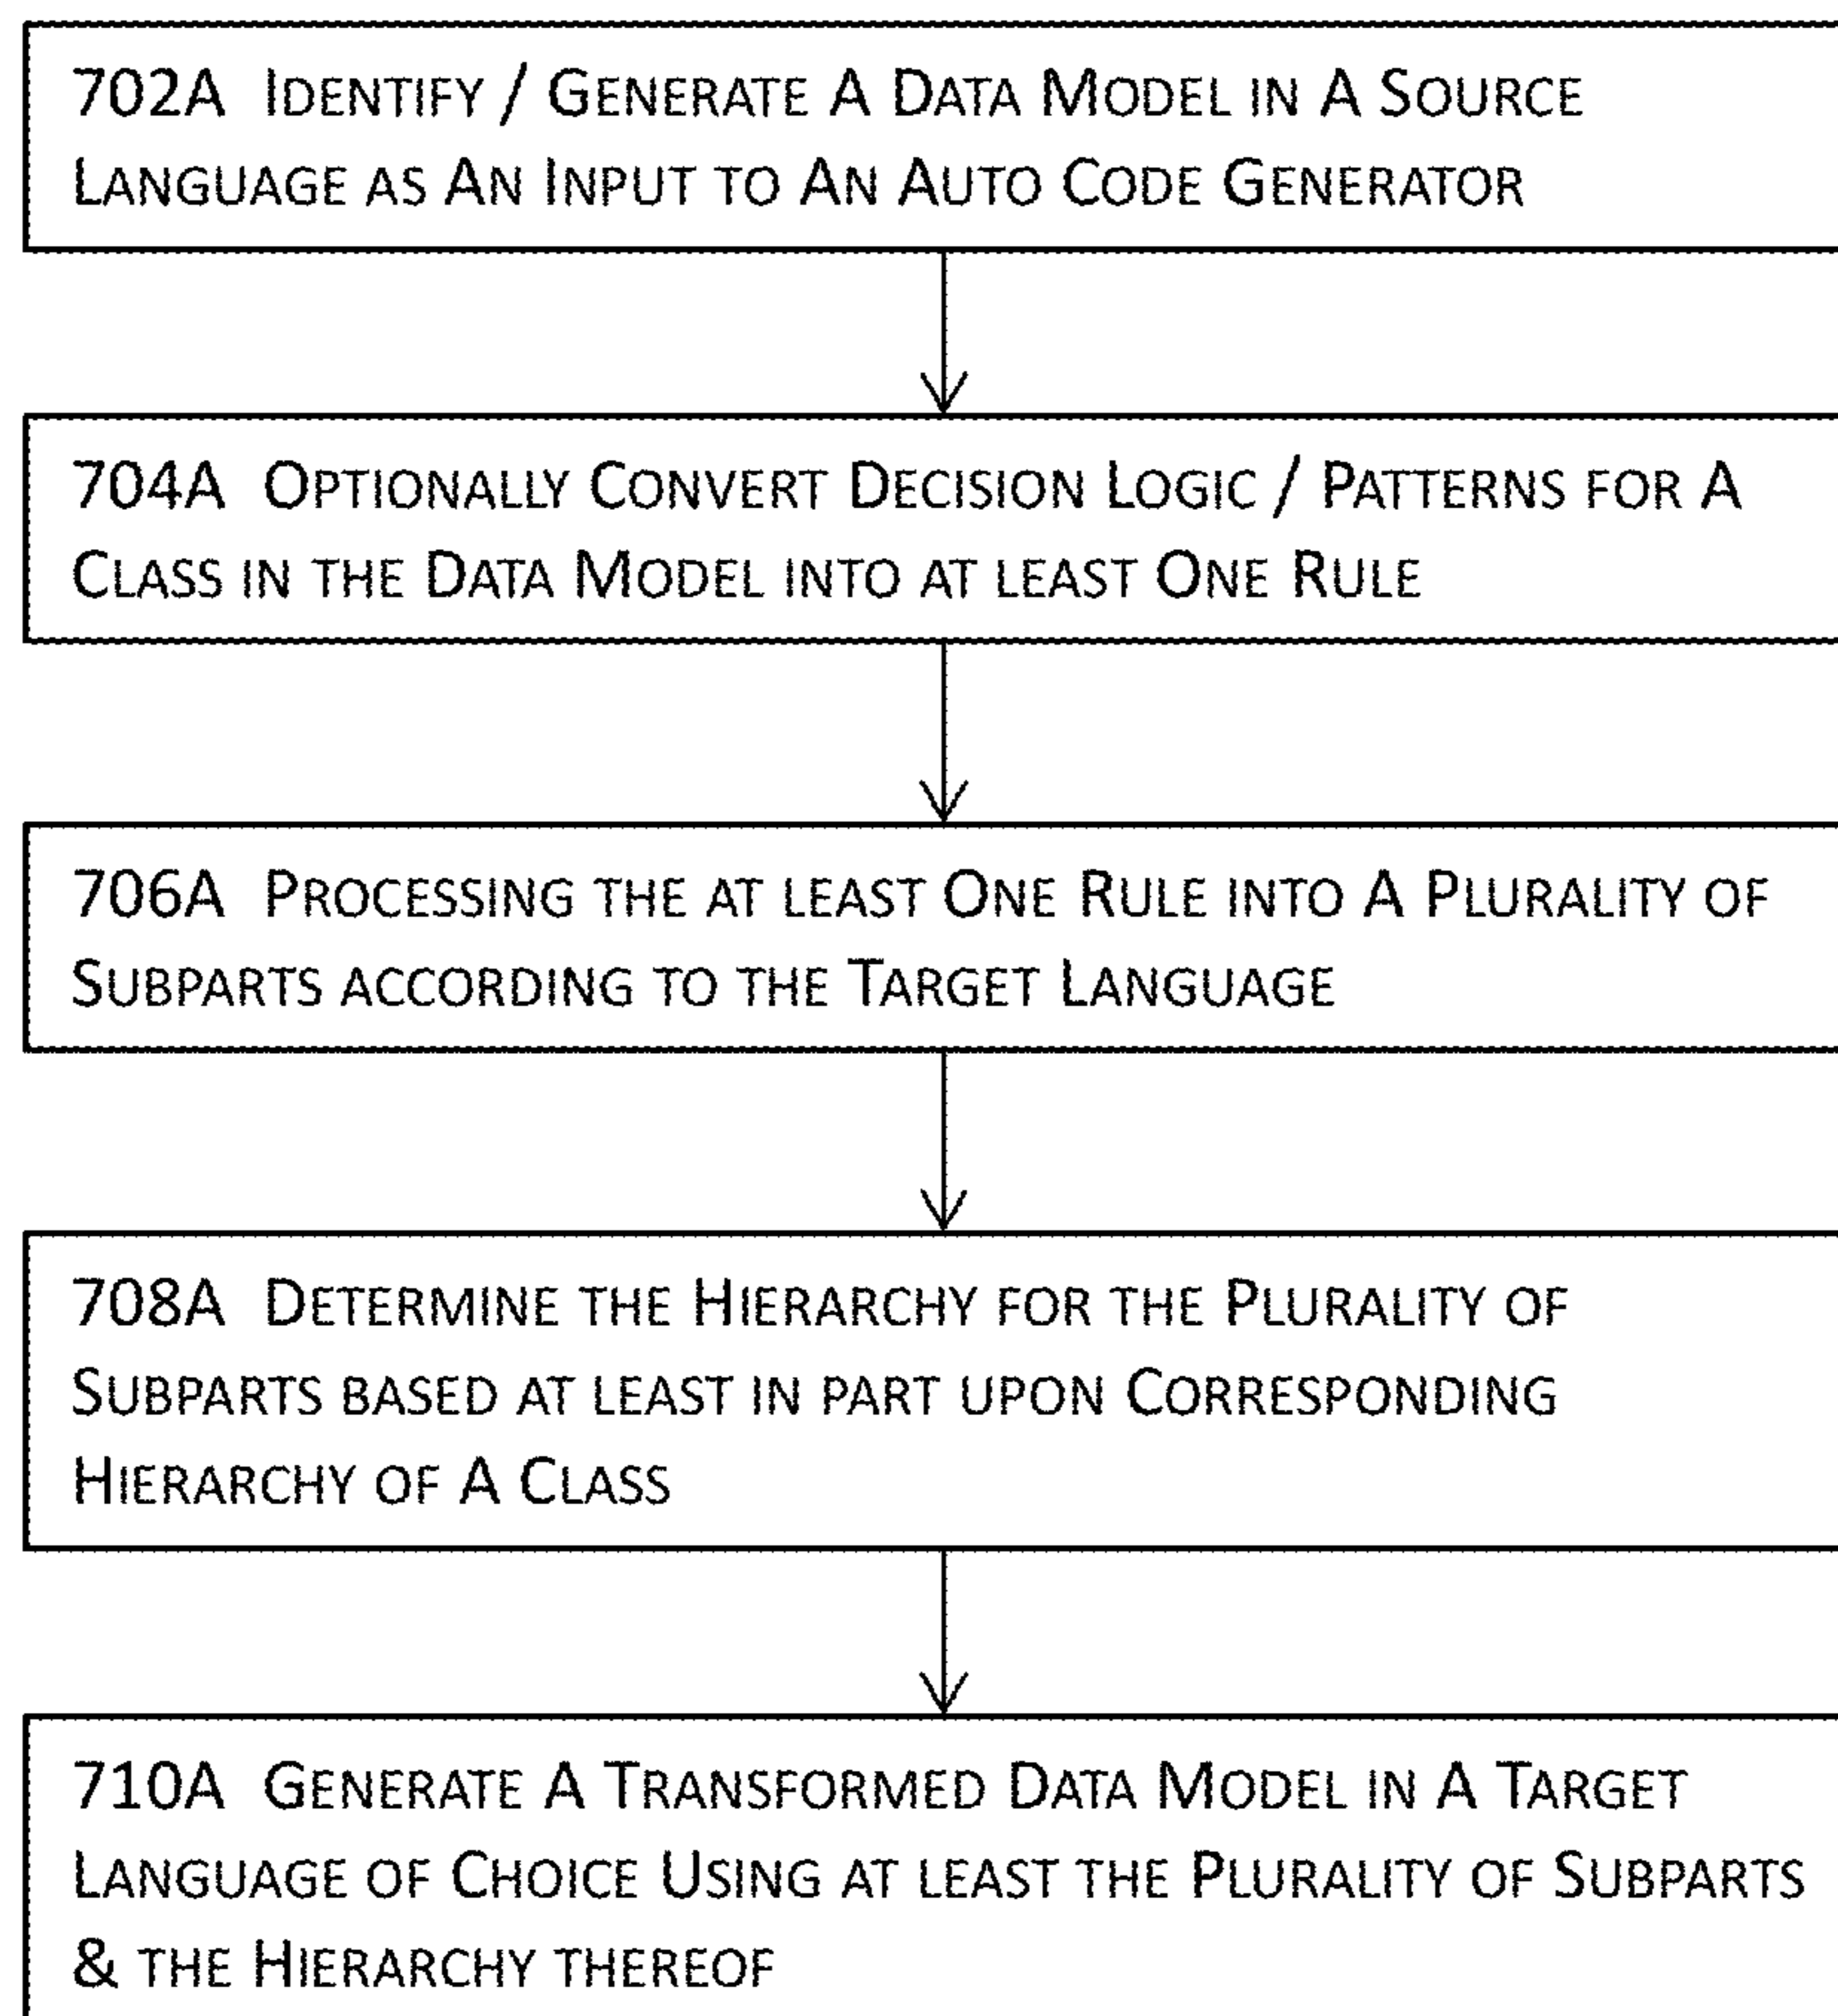 702A IDENTIFY / GENERATE A DATA MODEL IN A SOURCE
LANGUAGE AS AN INPUT TO AN AUTO CODE GENERATOR
704A OPTIONALLY CONVERT DECISION LOGIC / PATTERNS FOR A
CLASS IN THE DATA MODEL INTO AT LEAST ONE RULE
706A PROCESSING THE AT LEAST ONE RULE INTO A PLURALITY OF
SUBPARTS ACCORDING TO THE TARGET LANGUAGE
708A DETERMINE THE HIERARCHY FOR THE PLURALITY OF
SUBPARTS BASED AT LEAST IN PART UPON CORRESPONDING
HIERARCHY OF A CLASS
710A GENERATE A TRANSFORMED DATA MODEL IN A TARGET
LANGUAGE OF CHOICE USING AT LEAST THE PLURALITY OF SUBPARTS
& THE HIERARCHY THEREOF